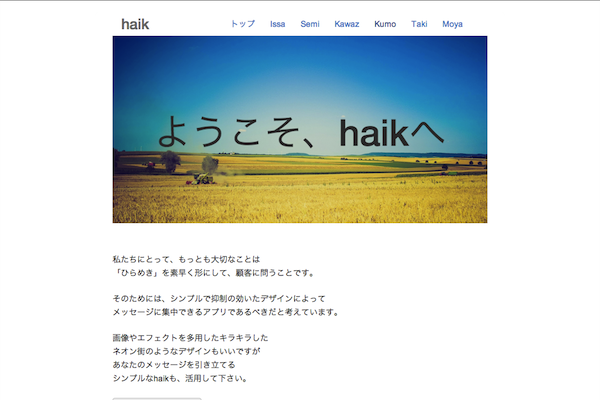 haik
トップ Issa Semi Kawaz Kumo Taki Moya
ようこそ、haikへ
私たちにとって、もっとも大切なことは
「ひらめき」を素早く形にして、顧客に問うことです。
そのためには、シンプルで抑制の効いたデザインによって
メッセージに集中できるアプリであるべきだと考えています。
画像やエフェクトを多用したキラキラした
ネオン街のようなデザインもいいですが
あなたのメッセージを引き立てる
シンプルなhaikも、活用して下さい。